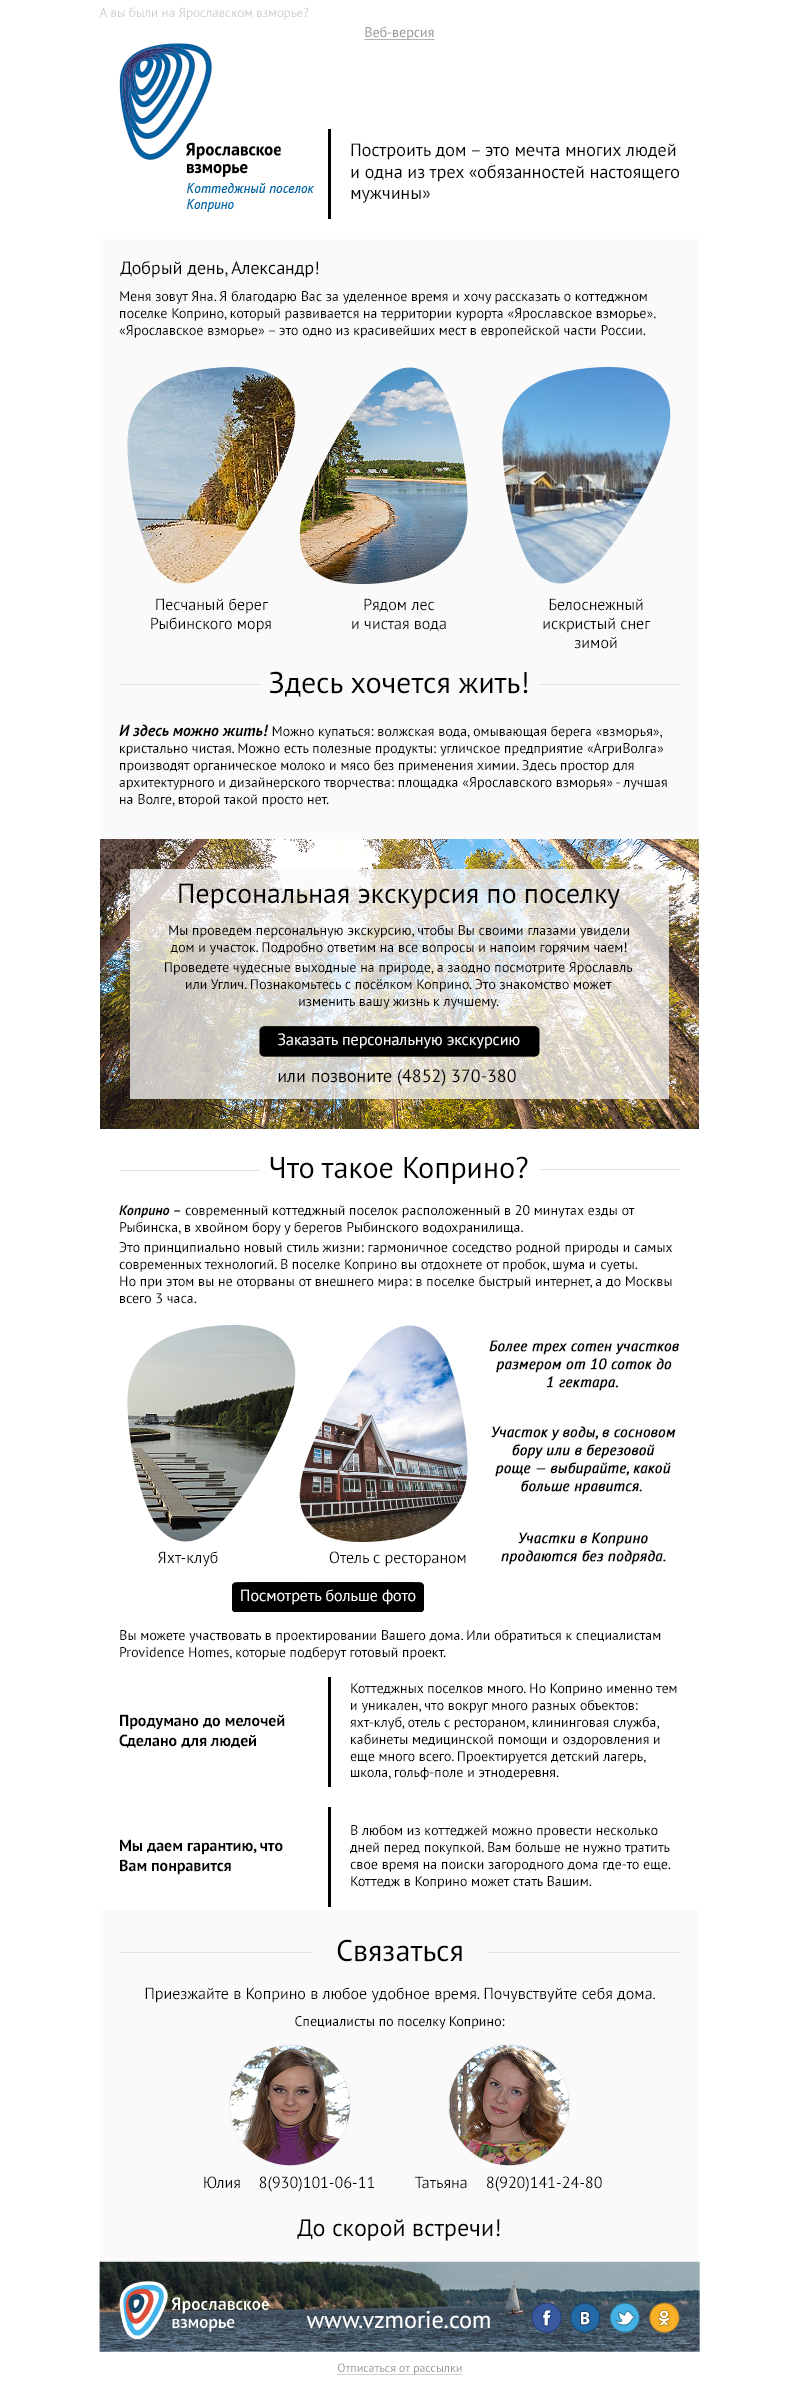 А вы были на Ярославском взморье?
Веб-версия
Ярославское
взморье
Коттеджный поселок
Коприно
Построить дом – это мечта многих людей
и одна из трех «обязанностей настоящего
мужчины»
Добрый день, Александр!
Меня зовут Яна. Я благодарю Вас за уделенное время и хочу рассказать о коттеджном
поселке Коприно, который развивается на территории курорта «Ярославское взморье».
«Ярославское взморье» – это одно из красивейших мест в европейской части России.
Песчаный берег
Рыбинского моря
Рядом лес
и чистая вода
Белоснежный
искристый снег
зимой
Здесь хочется жить!
И здесь можно жить! Можно купаться: волжская вода, омывающая берега «взморья»,
кристально чистая. Можно есть полезные продукты: угличское предприятие «АгриВолга»
производят органическое молоко и мясо без применения химии. Здесь простор для
архитектурного и дизайнерского творчества: площадка «Ярославского взморья» - лучшая
на Волге, второй такой просто нет.
Персональная экскурсия по поселку
Мы проведем персональную экскурсию, чтобы Вы своими глазами увидели
дом и участок. Подробно ответим на все вопросы и напоим горячим чаем!
Проведете чудесные выходные на природе, а заодно посмотрите Ярославль
или Углич. Познакомьтесь с посёлком Коприно. Это знакомство может
изменить вашу жизнь к лучшему.
Заказать персональную экскурсию
или позвоните (4852) 370-380
Что такое Коприно?
Коприно – современный коттеджный поселок расположенный в 20 минутах езды от
Рыбинска, в хвойном бору у берегов Рыбинского водохранилища.
Это принципиально новый стиль жизни: гармоничное соседство родной природы и самых
современных технологий. В поселке Коприно вы отдохнете от пробок, шума и суеты.
Но при этом вы не оторваны от внешнего мира: в поселке быстрый интернет, а до Москвы
всего 3 часа.
Более трех сотен участков
размером от 10 соток до
1 гектара.
Участок у воды, в сосновом
бору или в березовой
роще — выбирайте, какой
больше нравится.
Участки в Коприно
продаются без подряда.
Яхт-клуб
Отель с рестораном
Посмотреть больше фото
Вы можете участвовать в проектировании Вашего дома. Или обратиться к специалистам
Providence Homes, которые подберут готовый проект.
Продумано до мелочей
Сделано для людей
Коттеджных поселков много. Но Коприно именно тем
и уникален, что вокруг много разных объектов:
яхт-клуб, отель с рестораном, клининговая служба,
кабинеты медицинской помощи и оздоровления и
еще много всего. Проектируется детский лагерь,
школа, гольф-поле и этнодеревня.
Мы даем гарантию, что
Вам понравится
В любом из коттеджей можно провести несколько
дней перед покупкой. Вам больше не нужно тратить
свое время на поиски загородного дома где-то еще.
Коттедж в Коприно может стать Вашим.
Связаться
Приезжайте в Коприно в любое удобное время. Почувствуйте себя дома.
Специалисты по поселку Коприно:
Юлия 8(930)101-06-11
Татьяна 8(920)141-24-80
До скорой встречи!
Ярославское
взморье
www.vzmorie.com
f
В
Отписаться от рассылки